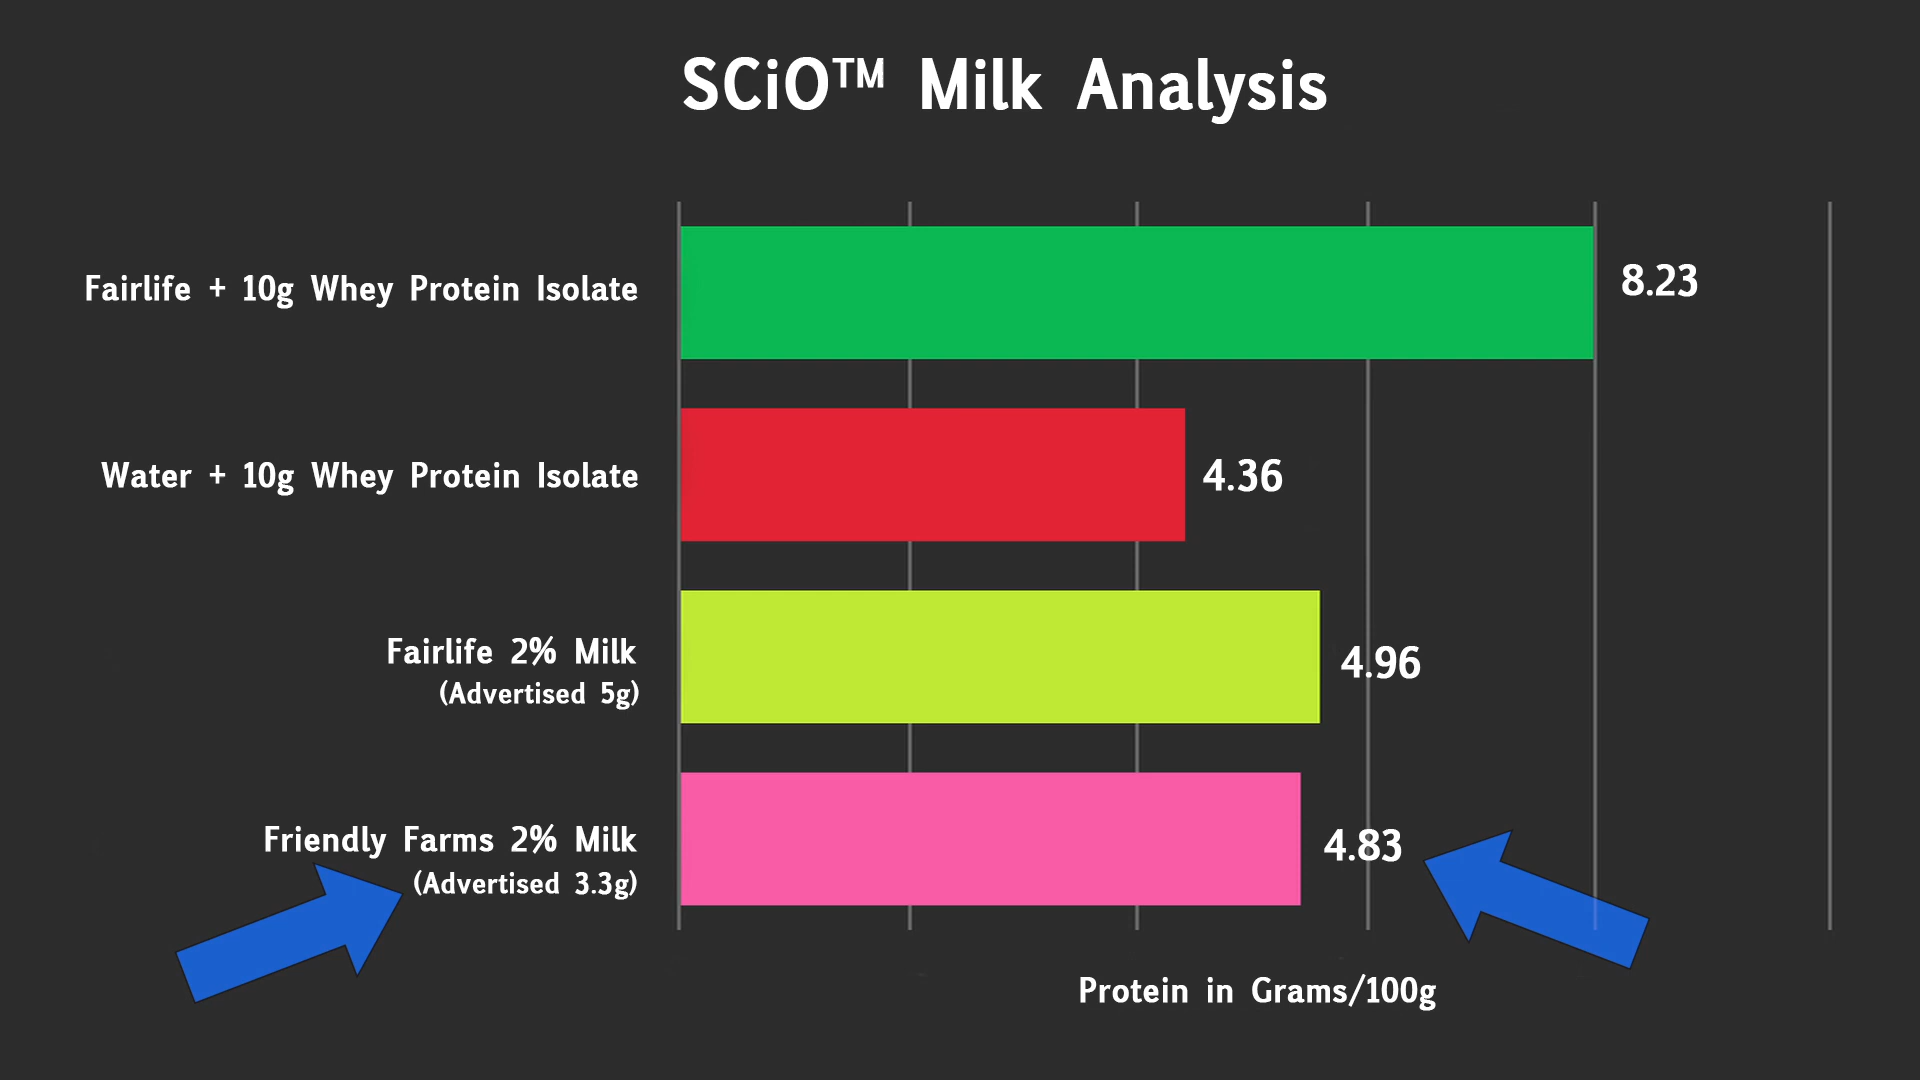 SCiO™ Milk Analysis
Fairlife + 10g Whey Protein Isolate
8.23
Water + 10g Whey Protein Isolate
4.36
Fairlife 2% Milk
(Advertised 5g)
4.96
Friendly Farms 2% Milk
(Advertised 3.3g)
4.83
Protein in Grams/100g